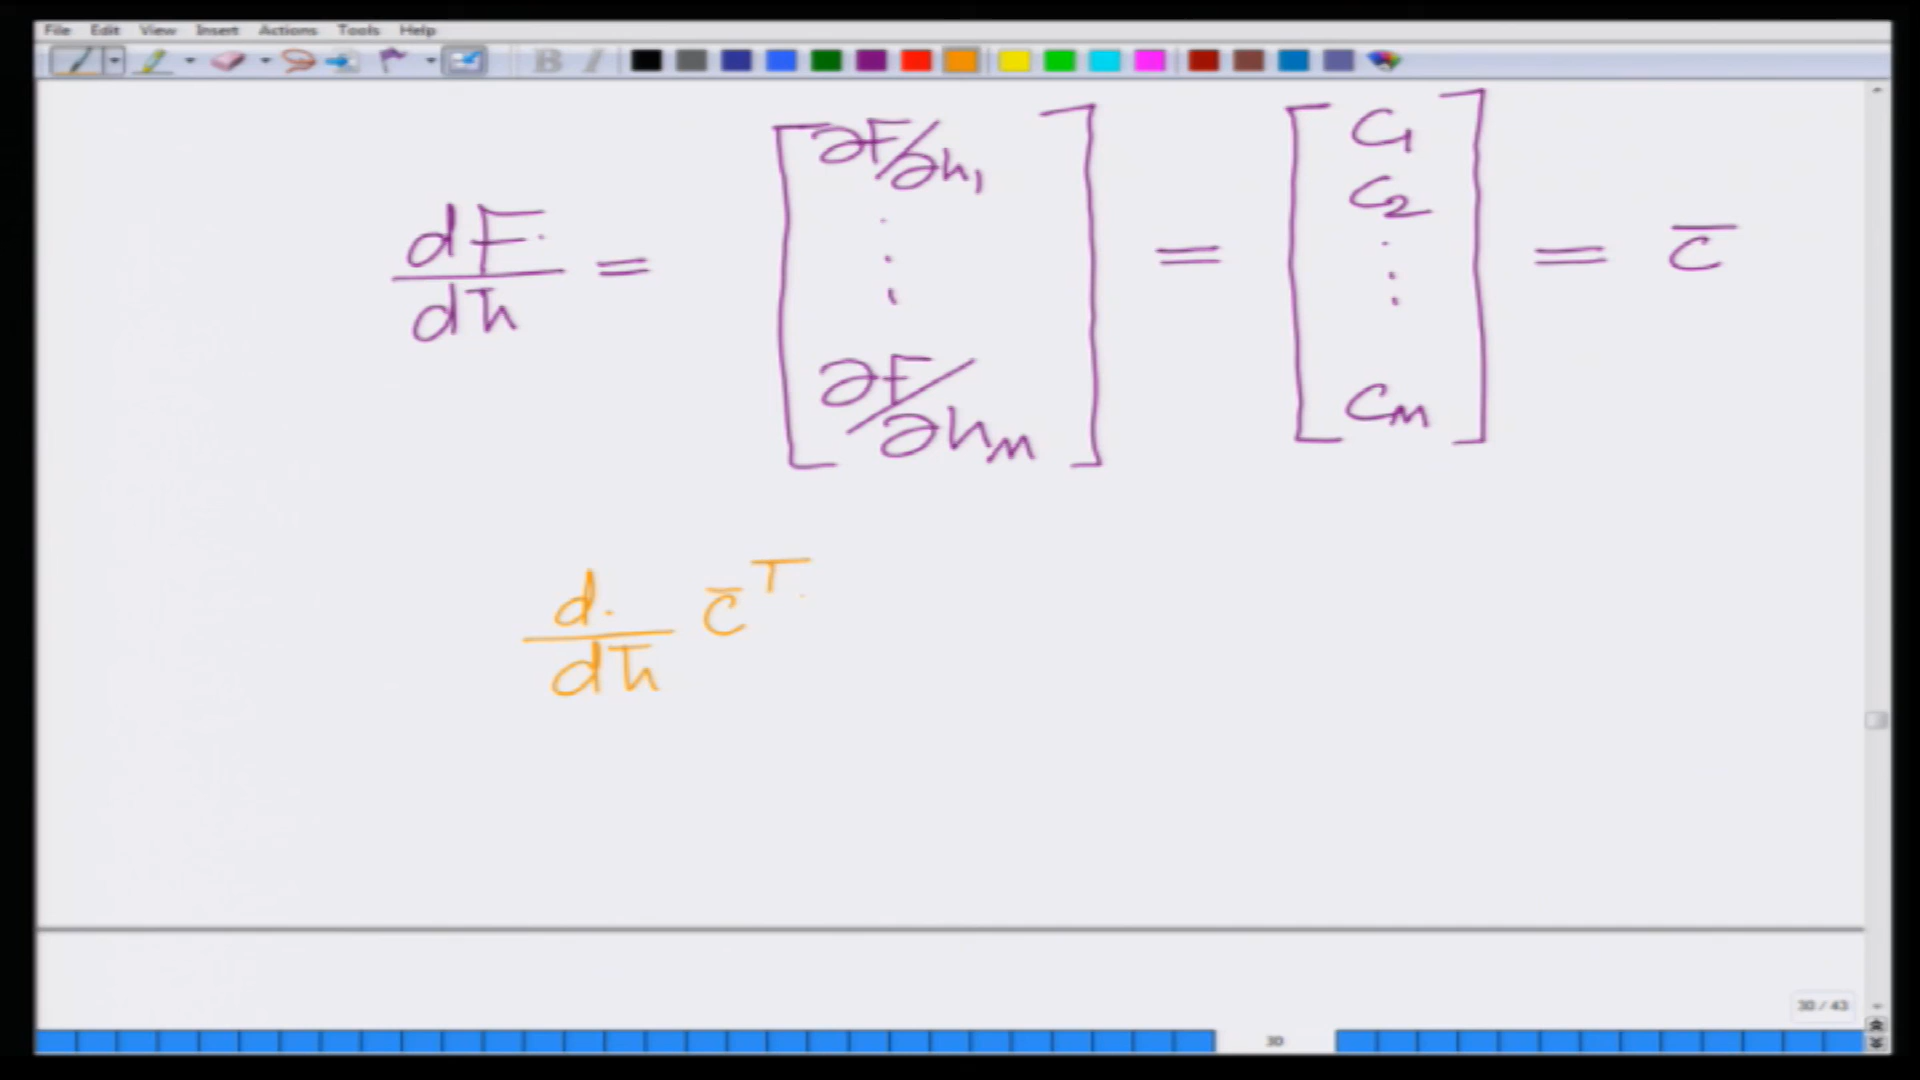 File Edit View Insert Actions Tools Help
B I
dF/dh̄ = [∂F/∂h₁ ⋮ ∂F/∂hₘ] = [c₁ c₂ ⋮ cₘ] = c̄
d/dh̄ c̄ᵀ
30 / 43
30